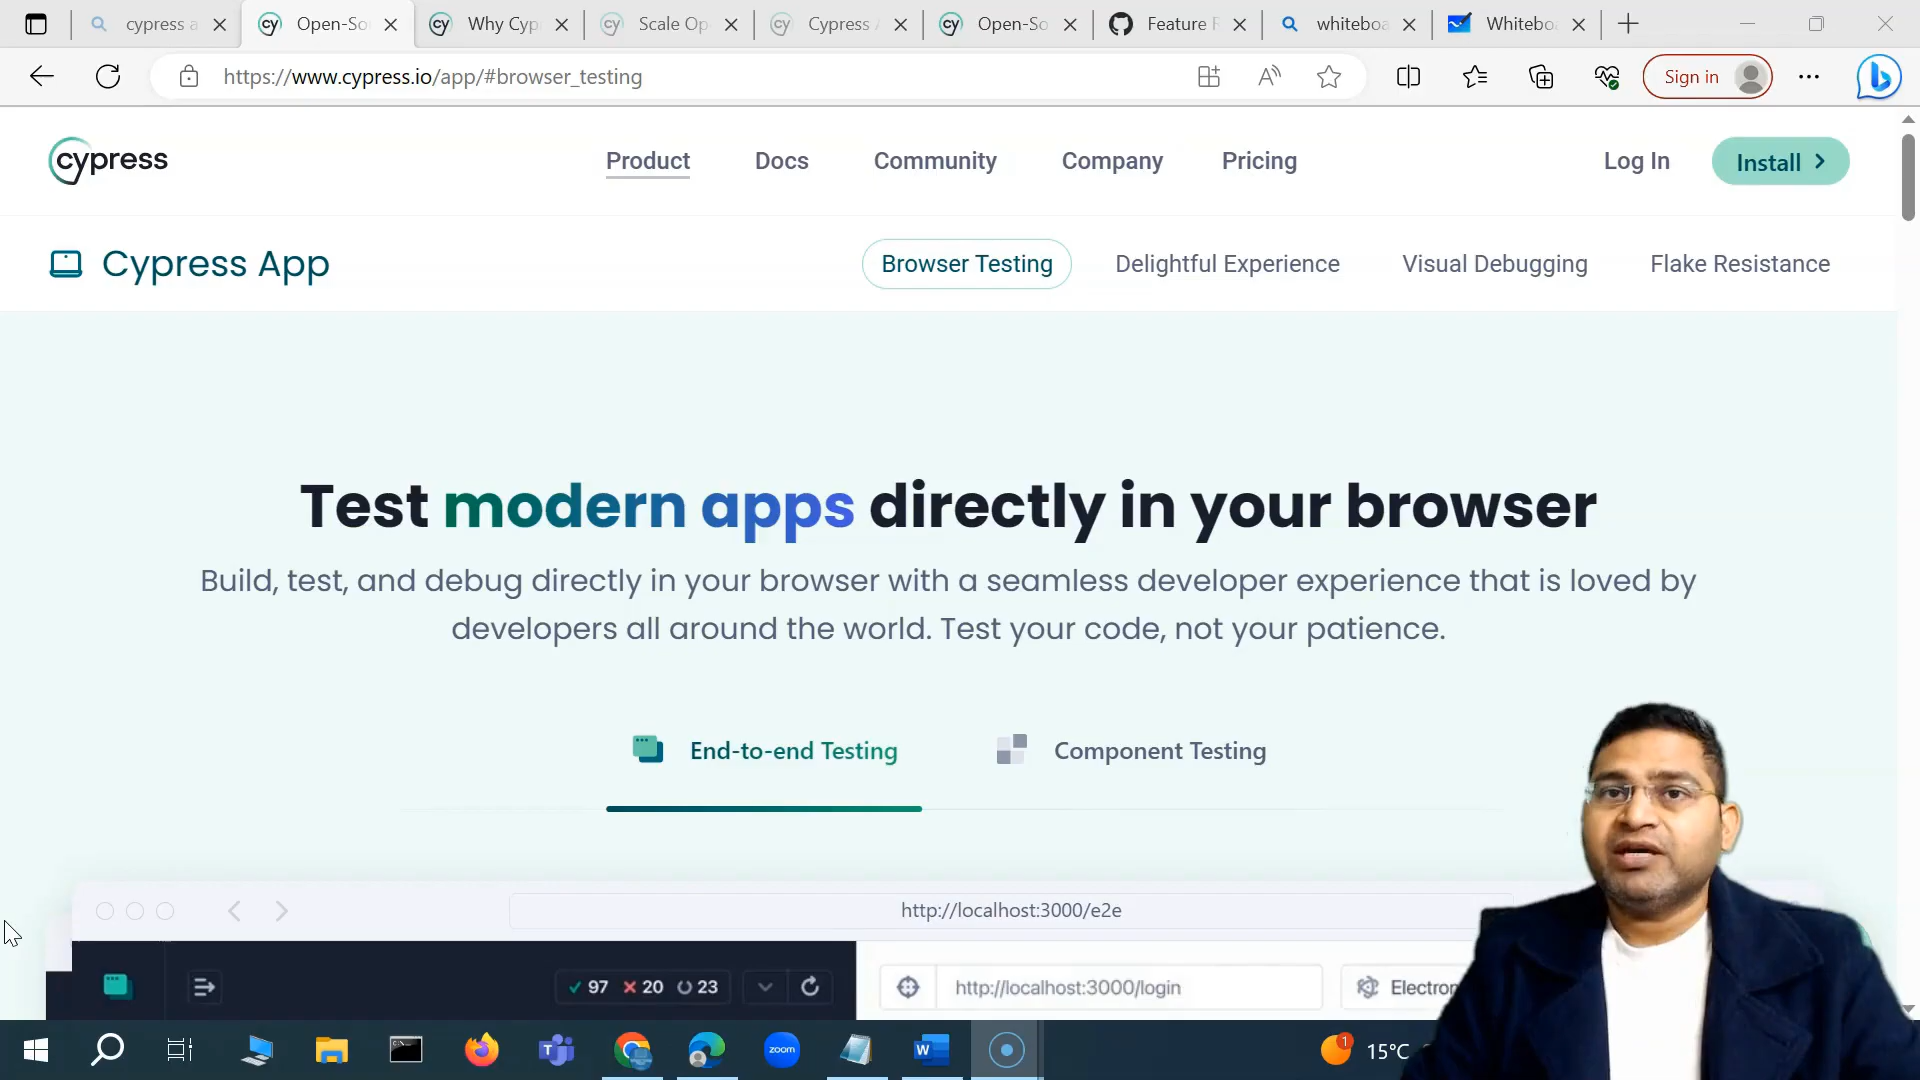 cypress a
Open-So
Why Cyp
Scale Op
Cypress A
Open-So
Feature R
whiteboa
Whiteboa
https://www.cypress.io/app/#browser_testing
Sign in
cypress
Product
Docs
Community
Company
Pricing
Log In
Install
Cypress App
Browser Testing
Delightful Experience
Visual Debugging
Flake Resistance
Test modern apps directly in your browser
Build, test, and debug directly in your browser with a seamless developer experience that is loved by
developers all around the world. Test your code, not your patience.
End-to-end Testing
Component Testing
http://localhost:3000/e2e
97
20
23
http://localhost:3000/login
Electron
zoom
1
15°C